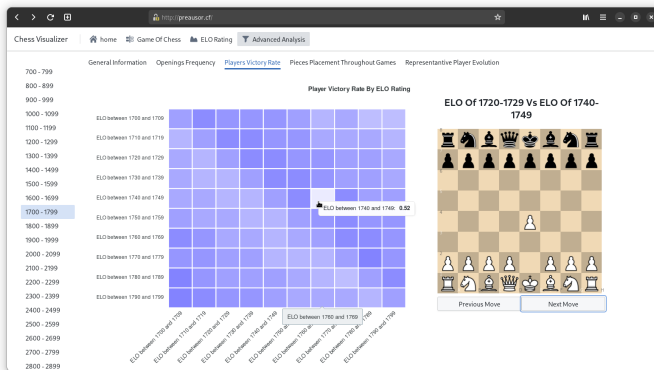 http://preausor.cf/
Chess Visualizer
home
Game Of Chess
ELO Rating
Advanced Analysis
General Information
Openings Frequency
Players Victory Rate
Pieces Placement Throughout Games
Representantive Player Evolution
700 - 799
800 - 899
900 - 999
1000 - 1099
1100 - 1199
1200 - 1299
1300 - 1399
1400 - 1499
1500 - 1599
1600 - 1699
1700 - 1799
1800 - 1899
1900 - 1999
2000 - 2099
2100 - 2199
2200 - 2299
2300 - 2399
2400 - 2499
2500 - 2599
2600 - 2699
2700 - 2799
2800 - 2899
Player Victory Rate By ELO Rating
ELO between 1700 and 1709
ELO between 1710 and 1719
ELO between 1720 and 1729
ELO between 1730 and 1739
ELO between 1740 and 1749
ELO between 1750 and 1759
ELO between 1760 and 1769
ELO between 1770 and 1779
ELO between 1780 and 1789
ELO between 1790 and 1799
ELO between 1740 and 1749: 0.52
ELO between 1700 and 1709
ELO between 1710 and 1719
ELO between 1720 and 1729
ELO between 1730 and 1739
ELO between 1740 and 1749
ELO between 1760 and 1769
ELO between 1790 and 1799
ELO Of 1720-1729 Vs ELO Of 1740-
1749
Previous Move
Next Move